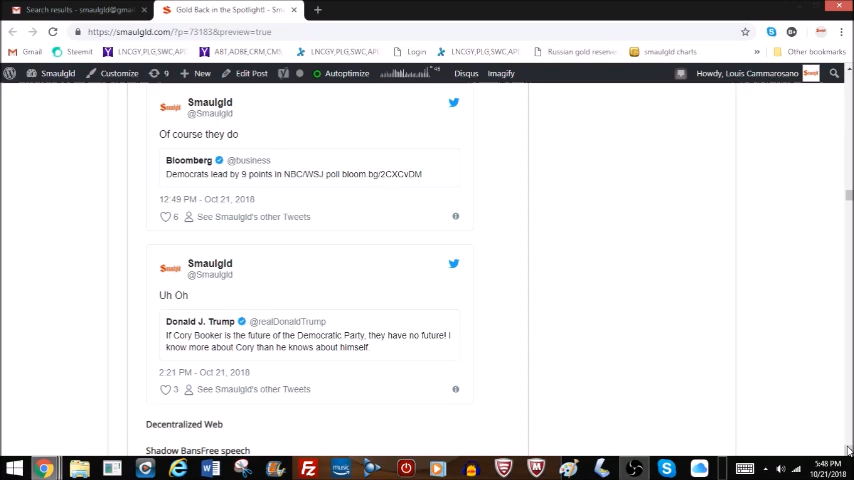 Search results - smaulgld@gmai
Gold Back in the Spotlight! - Sm
https://smaulgld.com/?p=73183&preview=true
Gmail
Steemit
LNCGY,PLG,SWC,API
ABT,ADBE,CRM,CMS
LNCGY,PLG,SWC,API
Login
LNCGY,PLG,SWC,API
Russian gold reserve
smaulgld charts
» Other bookmarks
Smaulgld Customize 9 New Edit Post Autoptimize Disqus Imagify Howdy, Louis Cammarosano
Smaulgld
@Smaulgld
Of course they do
Bloomberg @business
Democrats lead by 9 points in NBC/WSJ poll bloom.bg/2CXCvDM
12:49 PM - Oct 21, 2018
6 See Smaulgld's other Tweets
Smaulgld
@Smaulgld
Uh Oh
Donald J. Trump @realDonaldTrump
If Cory Booker is the future of the Democratic Party, they have no future! I
know more about Cory than he knows about himself.
2:21 PM - Oct 21, 2018
3 See Smaulgld's other Tweets
Decentralized Web
Shadow BansFree speech
music
5:48 PM
10/21/2018